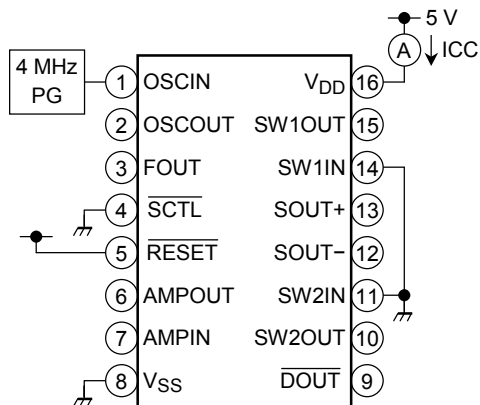 5 V
A
ICC
4 MHz
PG
1 OSCIN
VDD 16
2 OSCOUT
SW1OUT 15
3 FOUT
SW1IN 14
4 SCTL
SOUT+ 13
5 RESET
SOUT− 12
6 AMPOUT
SW2IN 11
7 AMPIN
SW2OUT 10
8 VSS
DOUT 9